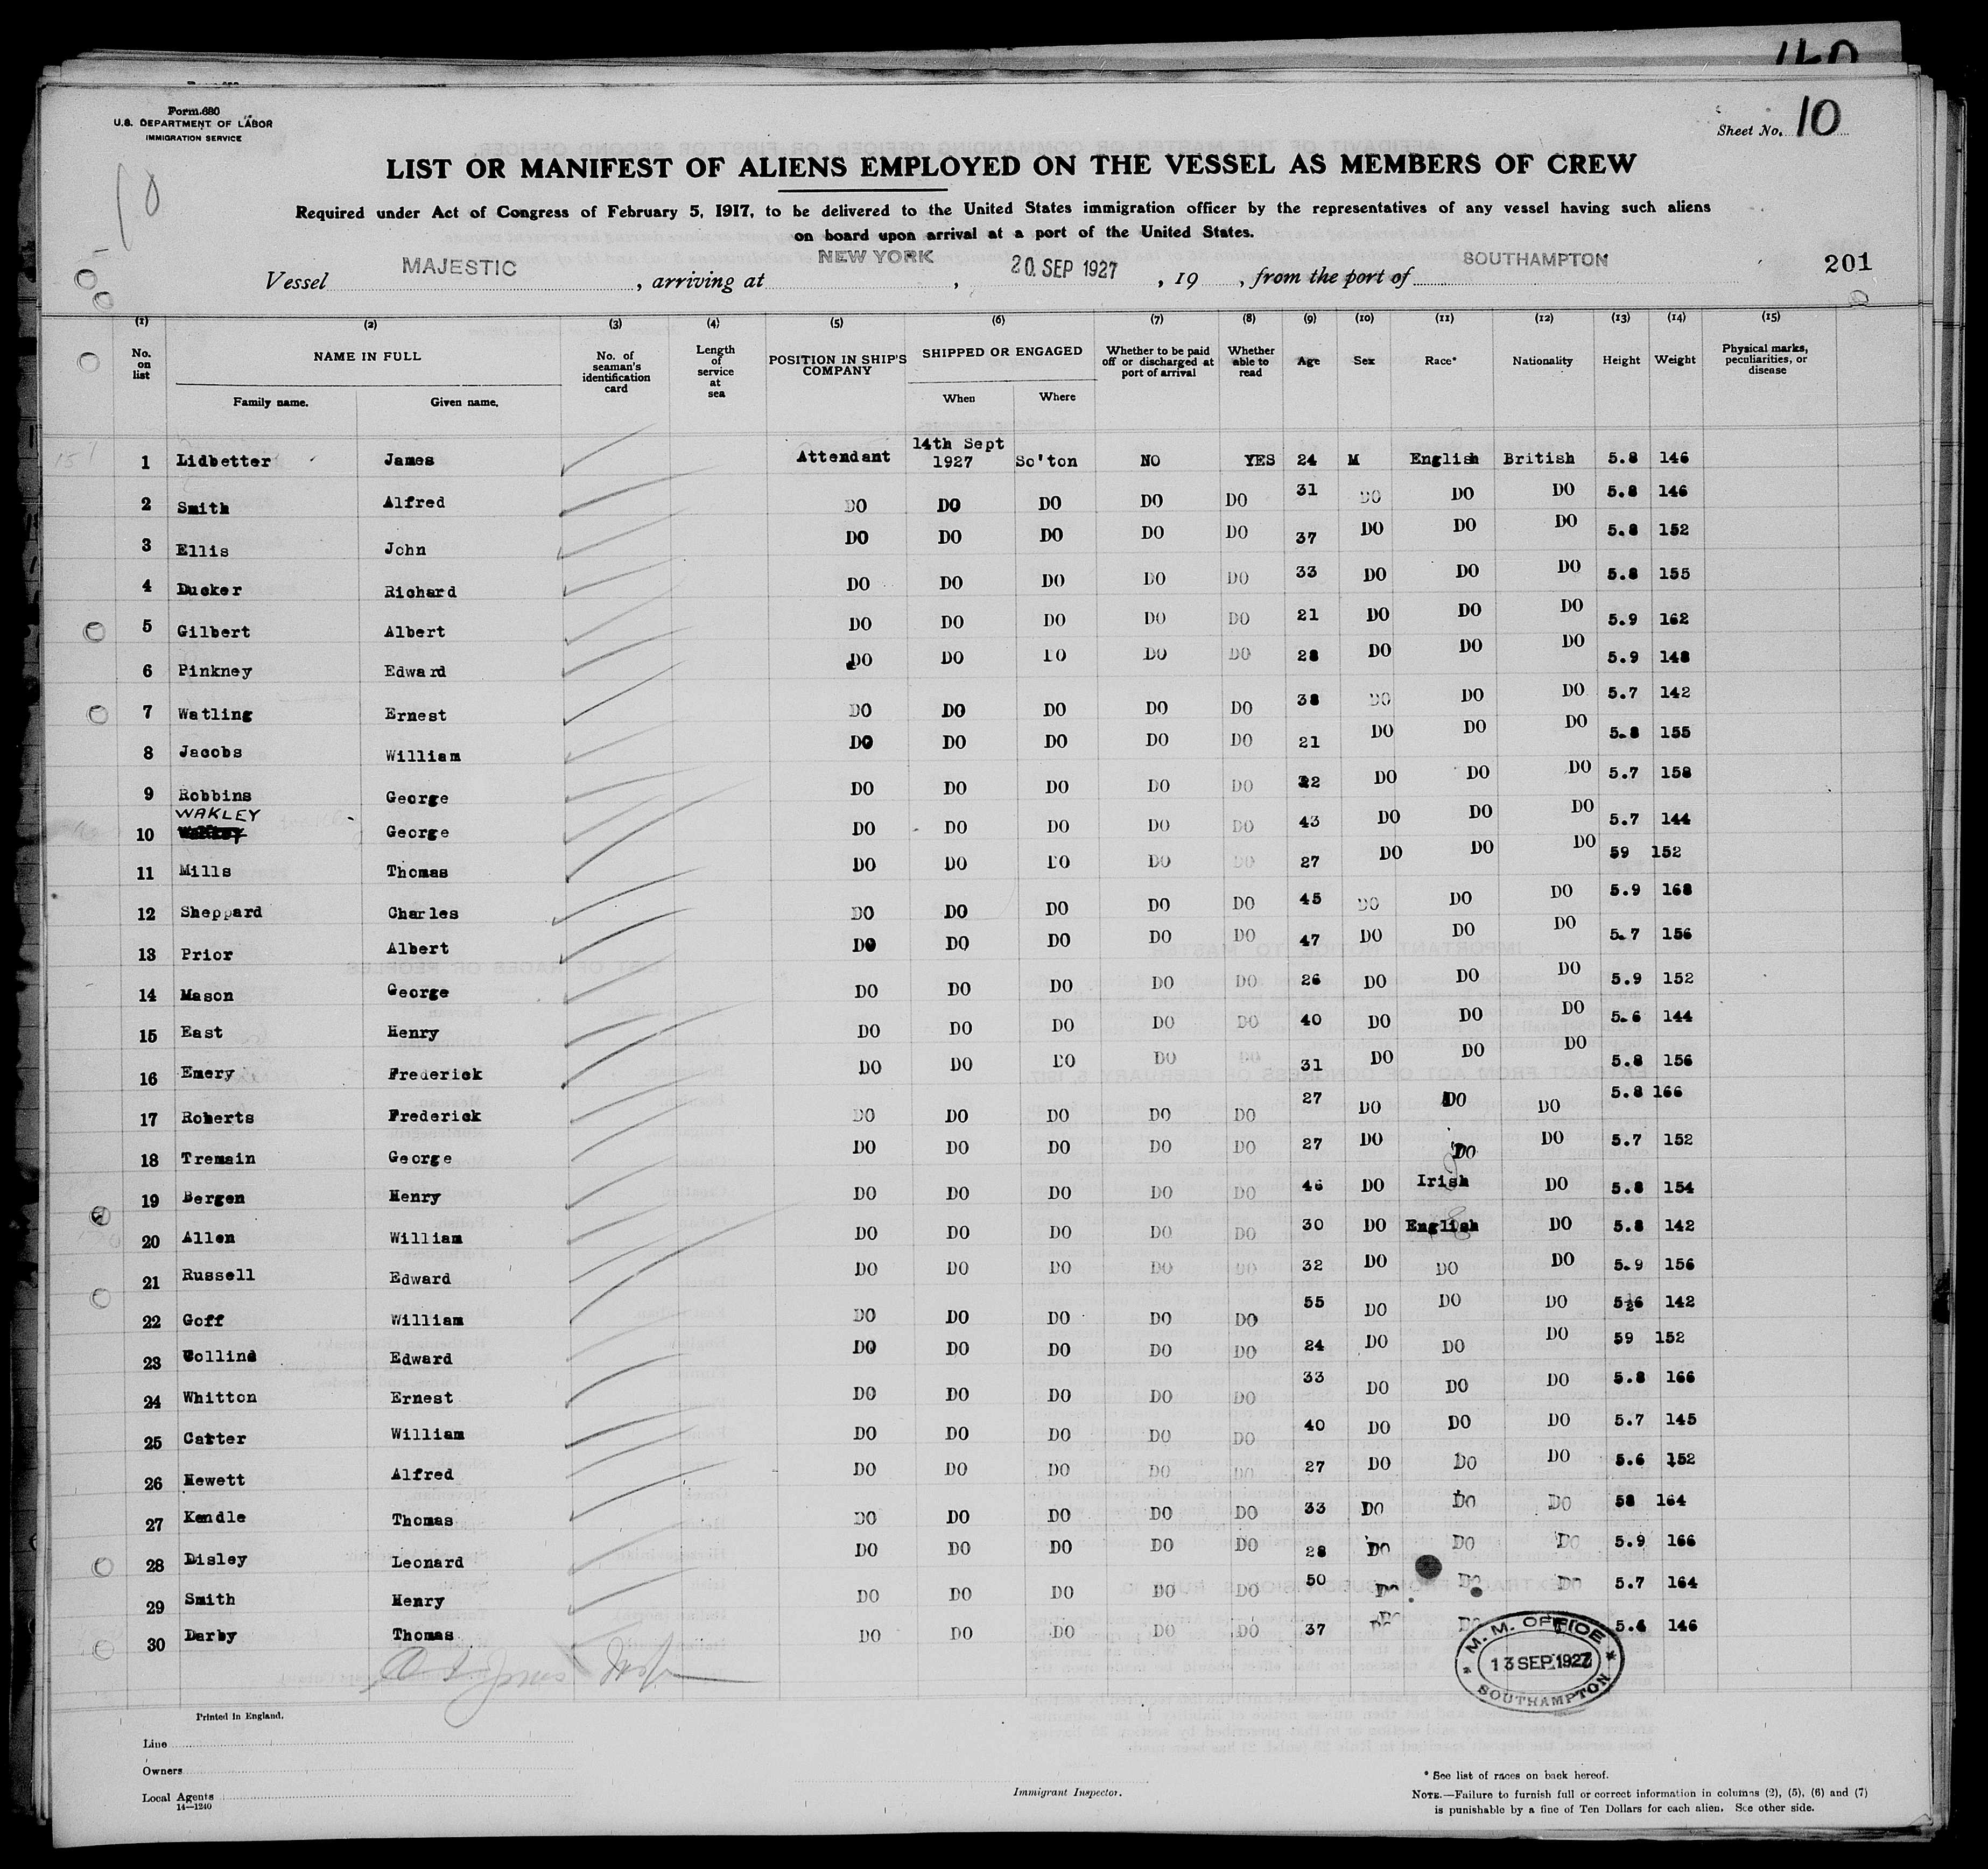 Form 680
U.S. DEPARTMENT OF LABOR
IMMIGRATION SERVICE
Sheet No. 10
LIST OR MANIFEST OF ALIENS EMPLOYED ON THE VESSEL AS MEMBERS OF CREW
Required under Act of Congress of February 5, 1917, to be delivered to the United States immigration officer by the representatives of any vessel having such aliens
on board upon arrival at a port of the United States.
Vessel MAJESTIC, arriving at NEW YORK, 20 SEP 1927, 19 , from the port of SOUTHAMPTON 201
(1) (2) (3) (4) (5) (6) (7) (8) (9) (10) (11) (12) (13) (14) (15)
No. on list NAME IN FULL No. of seaman's identification card Length of service at sea POSITION IN SHIP'S COMPANY SHIPPED OR ENGAGED Whether to be paid off or discharged at port of arrival Whether able to read Age Sex Race* Nationality Height Weight Physical marks, peculiarities, or disease
Family name. Given name. When Where
1 Lidbetter James Attendant 14th Sept 1927 So'ton NO YES 24 M English British 5.8 146
2 Smith Alfred DO DO DO DO DO 31 DO DO DO 5.8 146
3 Ellis John DO DO DO DO DO 37 DO DO DO 5.8 152
4 Ducker Richard DO DO DO DO DO 33 DO DO DO 5.8 155
5 Gilbert Albert DO DO DO DO DO 21 DO DO DO 5.9 162
6 Pinkney Edward DO DO DO DO DO 28 DO DO DO 5.9 148
7 Watling Ernest DO DO DO DO DO 38 DO DO DO 5.7 142
8 Jacobs William DO DO DO DO DO 21 DO DO DO 5.8 155
9 Robbins George DO DO DO DO DO DO DO DO 5.7 158
10 WAKLEY George DO DO DO DO DO 43 DO DO DO 5.7 144
11 Mills Thomas DO DO DO DO DO 27 DO DO DO 59 152
12 Sheppard Charles DO DO DO DO DO 45 DO DO DO 5.9 168
13 Prior Albert DO DO DO DO DO 47 DO DO DO 5.7 156
14 Mason George DO DO DO DO DO 26 DO DO DO 5.9 152
15 East Henry DO DO DO DO DO 40 DO DO DO 5.6 144
16 Emery Frederick DO DO DO DO DO 31 DO DO DO 5.8 156
17 Roberts Frederick DO DO DO DO DO 27 DO DO DO 5.8 166
18 Tremain George DO DO DO DO DO 27 DO DO DO 5.7 152
19 Bergen Henry DO DO DO DO DO 46 DO Irish DO 5.8 154
20 Allen William DO DO DO DO DO 30 DO English DO 5.8 142
21 Russell Edward DO DO DO DO DO 32 DO DO DO 5.9 156
22 Goff William DO DO DO DO DO 55 DO DO DO 142
23 Collins Edward DO DO DO DO DO 24 DO DO DO 59 152
24 Whitton Ernest DO DO DO DO DO 33 DO DO DO 5.8 166
25 Carter William DO DO DO DO DO 40 DO DO DO 5.7 145
26 Hewett Alfred DO DO DO DO DO 27 DO DO DO 5.6 152
27 Kendle Thomas DO DO DO DO DO 33 DO DO DO 58 164
28 Disley Leonard DO DO DO DO DO 28 DO DO DO 5.9 166
29 Smith Henry DO DO DO DO DO 50 DO DO DO 5.7 164
30 Darby Thomas DO DO DO DO DO 37 DO DO 146
M. M. OFFICE
13 SEP 1927
SOUTHAMPTON
Printed in England.
Line
Owners
Local Agents
14—1240
Immigrant Inspector.
* See list of races on back hereof.
NOTE.—Failure to furnish full or correct information in columns (2), (5), (6) and (7)
is punishable by a fine of Ten Dollars for each alien. See other side.